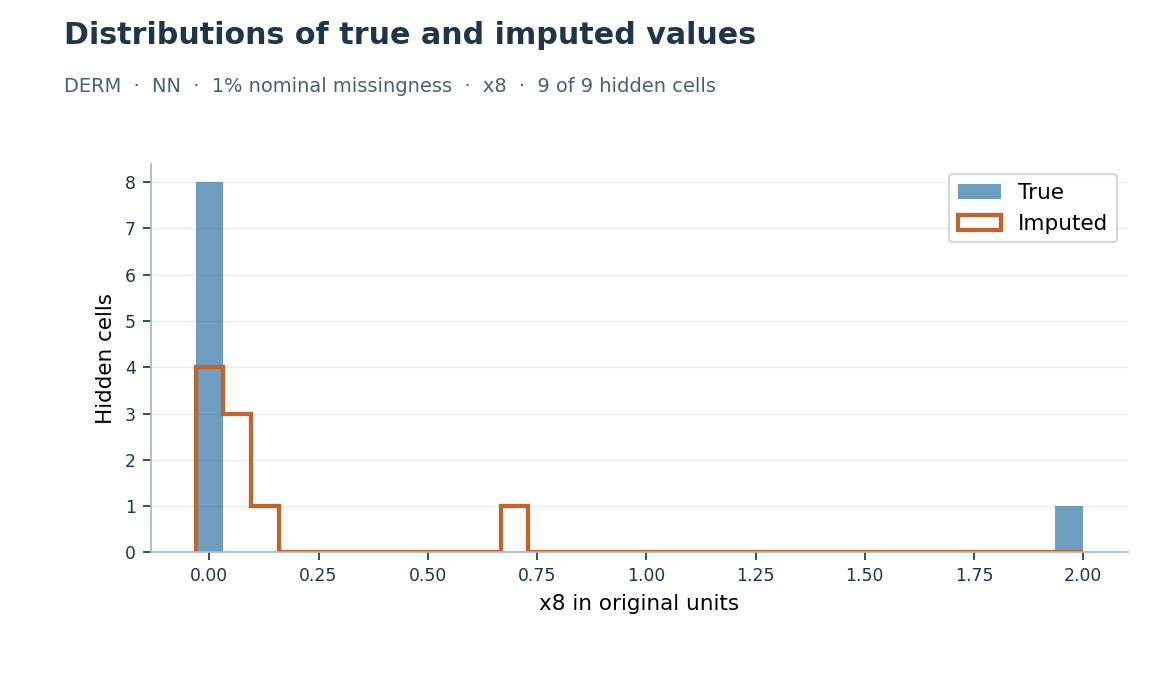 Distributions of true and imputed values
DERM · NN · 1% nominal missingness · x8 · 9 of 9 hidden cells
True
Imputed
Hidden cells
8
7
6
5
4
3
2
1
0
0.00 0.25 0.50 0.75 1.00 1.25 1.50 1.75 2.00
x8 in original units